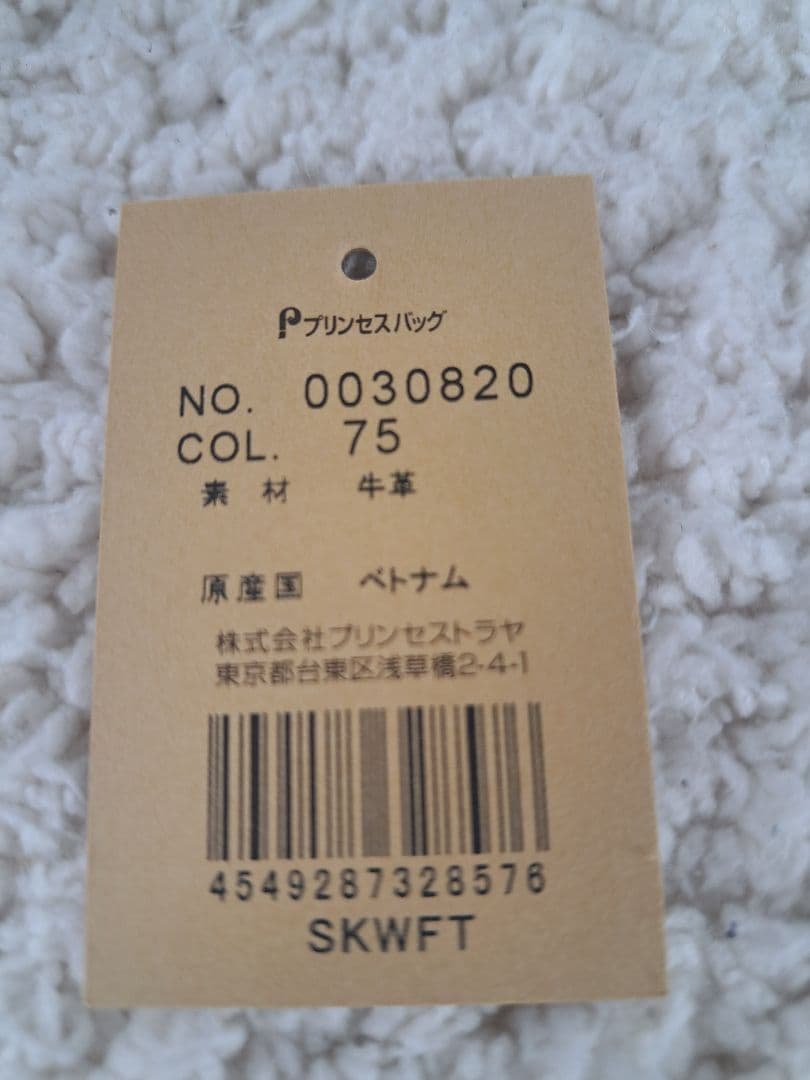 プリンセスバッグ
NO. 0030820
COL. 75
素材 牛革
原産国 ベトナム
株式会社プリンセストラヤ
東京都台東区浅草橋2-4-1
4549287328576
SKWFT